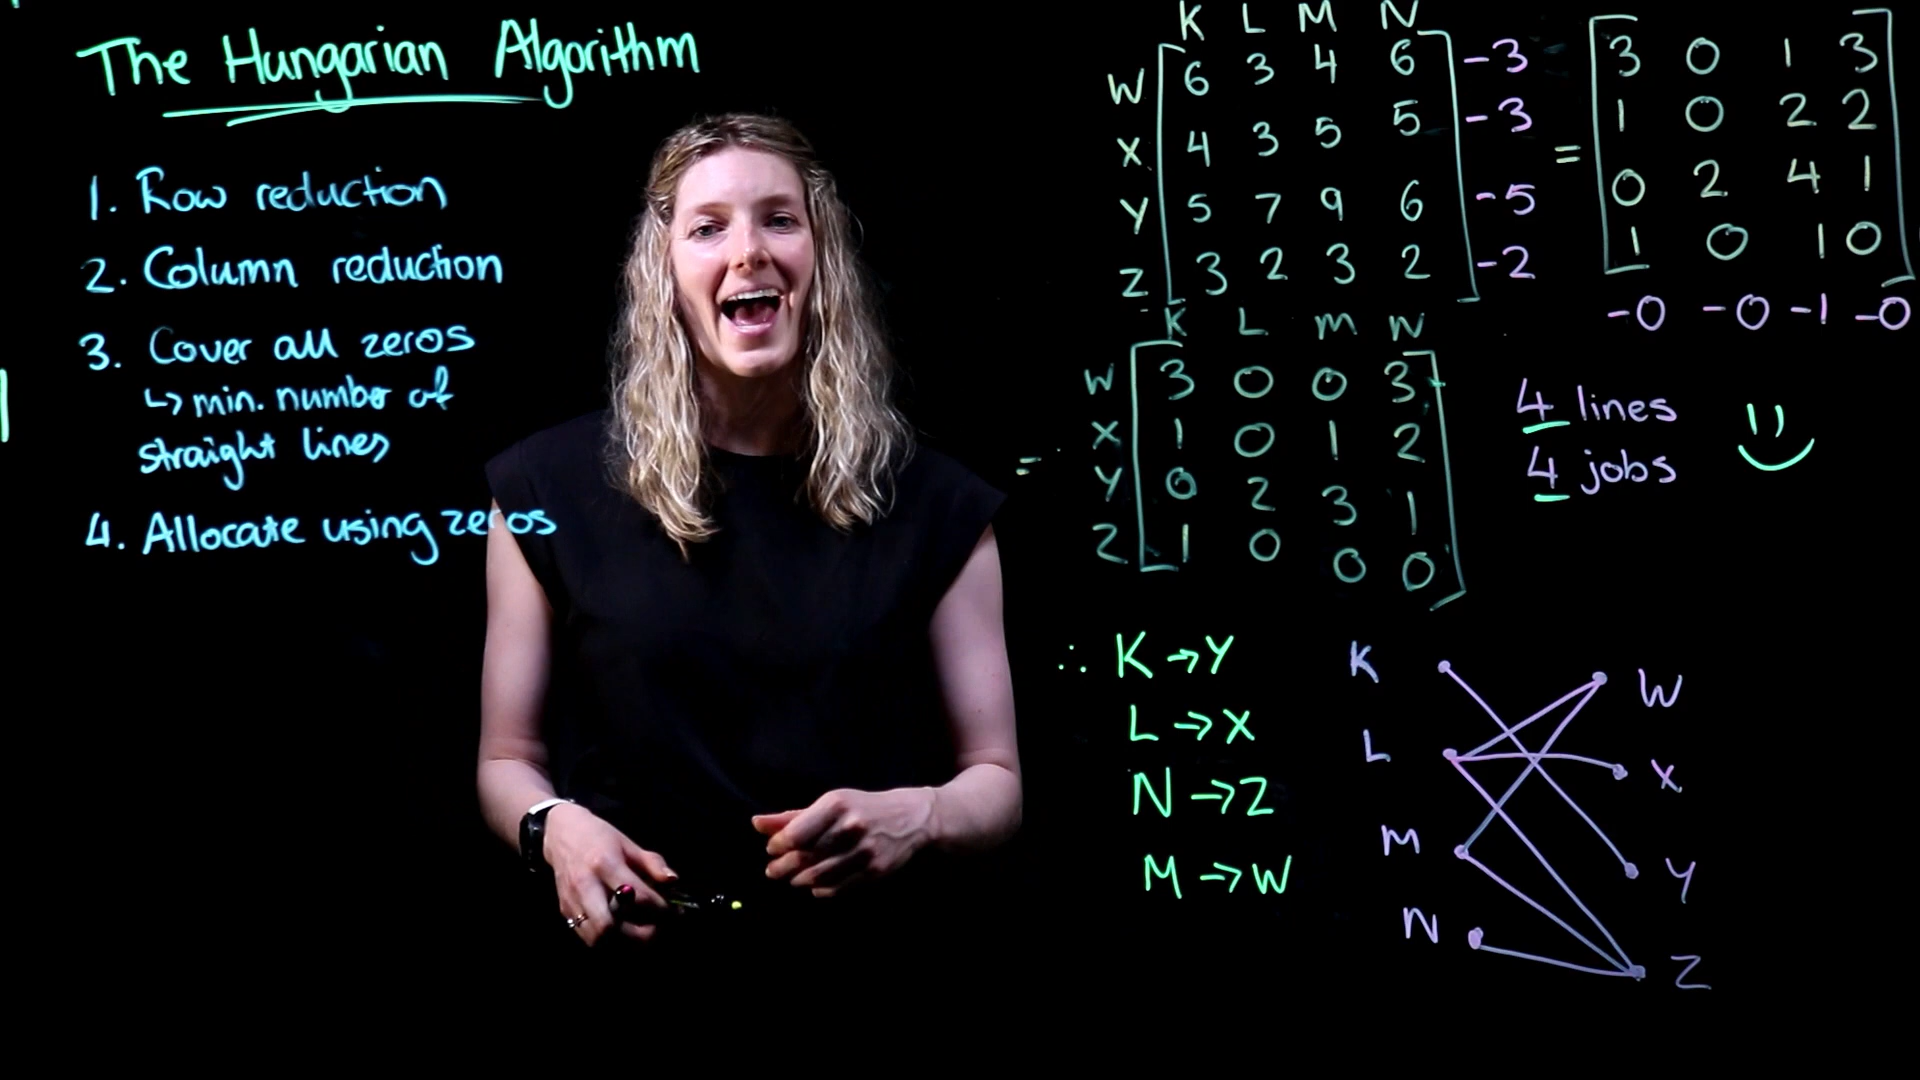 The Hungarian Algorithm
1. Row reduction
2. Column reduction
3. Cover all zeros
↳ min. number of
straight lines
4. Allocate using zeros
K L M N
W 6 3 4 6 -3
X 4 3 5 5 -3
Y 5 7 9 6 -5
Z 3 2 3 2 -2
=
3 0 1 3
1 0 2 2
0 2 4 1
1 0 1 0
-0 -0 -1 -0
K L M N
W 3 0 0 3
X 1 0 1 2
= Y 0 2 3 1
Z 1 0 0 0
4 lines
4 jobs
∴ K → Y
L → X
N → Z
M → W
K W
L X
M Y
N Z